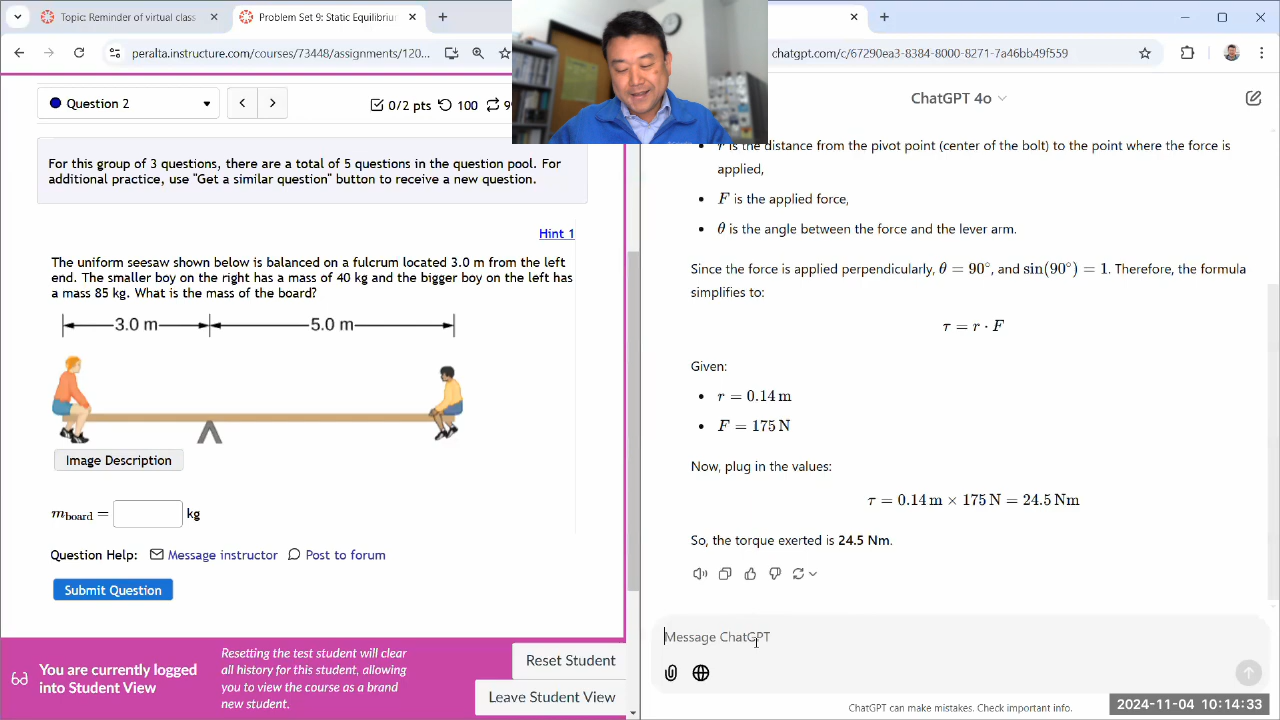 Topic: Reminder of virtual class
Problem Set 9: Static Equilibriu
peralta.instructure.com/courses/73448/assignments/120...
chatgpt.com/c/67290ea3-8384-8000-8271-7a46bb49f559
Question 2
0/2 pts 100
For this group of 3 questions, there are a total of 5 questions in the question pool. For
additional practice, use "Get a similar question" button to receive a new question.
Hint 1
The uniform seesaw shown below is balanced on a fulcrum located 3.0 m from the left
end. The smaller boy on the right has a mass of 40 kg and the bigger boy on the left has
a mass 85 kg. What is the mass of the board?
3.0 m 5.0 m
Image Description
m board = kg
Question Help: Message instructor Post to forum
Submit Question
You are currently logged
into Student View
Resetting the test student will clear
all history for this student, allowing
you to view the course as a brand
new student.
Reset Student
Leave Student View
ChatGPT 4o
r is the distance from the pivot point (center of the bolt) to the point where the force is
applied,
F is the applied force,
θ is the angle between the force and the lever arm.
Since the force is applied perpendicularly, θ = 90°, and sin(90°) = 1. Therefore, the formula
simplifies to:
τ = r · F
Given:
r = 0.14 m
F = 175 N
Now, plug in the values:
τ = 0.14 m × 175 N = 24.5 Nm
So, the torque exerted is 24.5 Nm.
Message ChatGPT
ChatGPT can make mistakes. Check important info.
2024-11-04 10:14:33